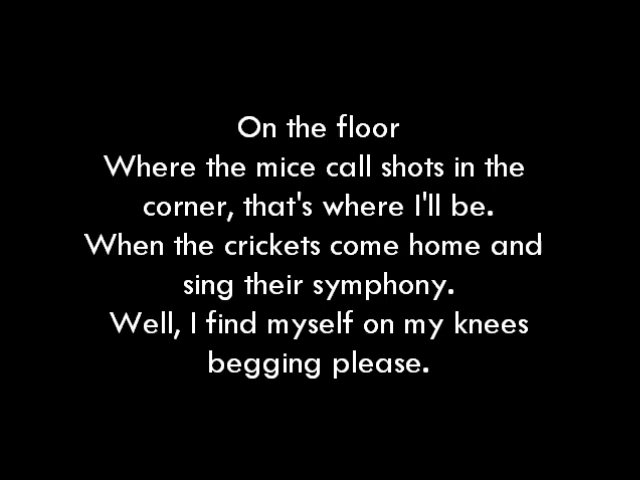 On the floor
Where the mice call shots in the
corner, that's where I'll be.
When the crickets come home and
sing their symphony.
Well, I find myself on my knees
begging please.